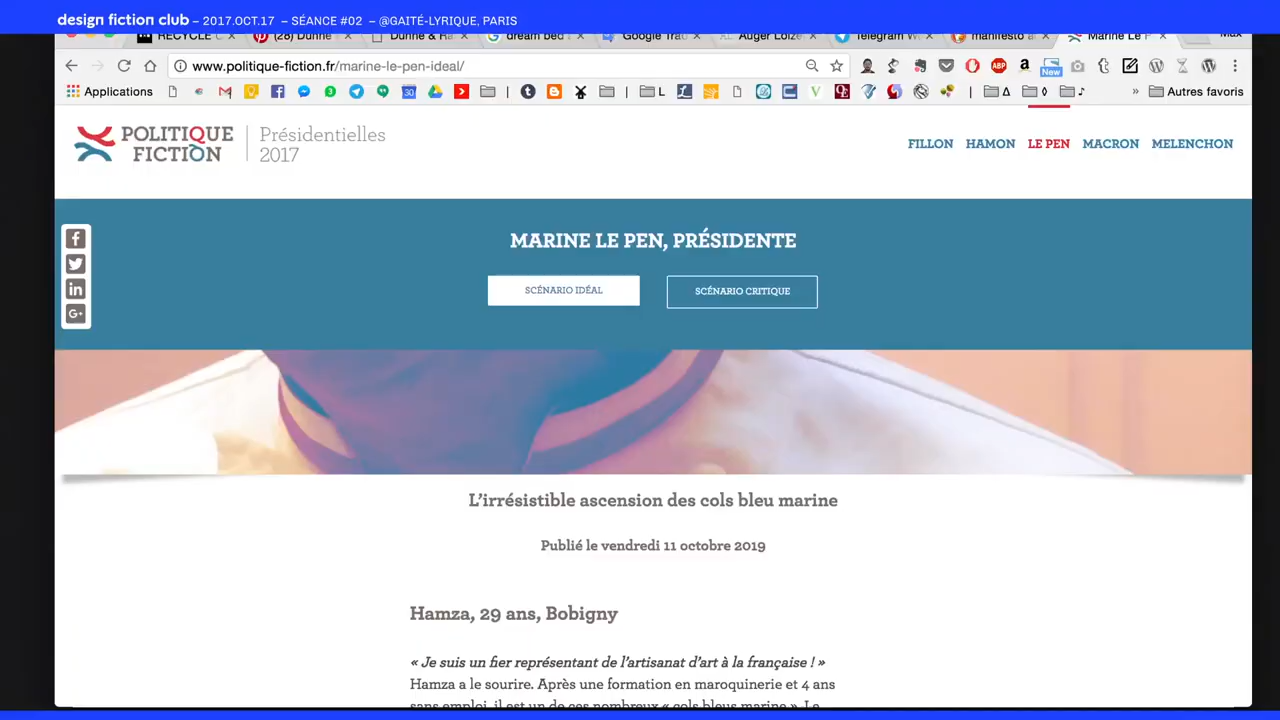 design fiction club – 2017.OCT.17 – SÉANCE #02 – @GAITÉ-LYRIQUE, PARIS
RECYCLE (28) Dunne Dunne & Ra dream bed Google Trad Auger Loize Telegram W manifesto a Marine Le P Max
www.politique-fiction.fr/marine-le-pen-ideal/
ABP New
Applications L Autres favoris
POLITIQUE FICTION
Présidentielles 2017
FILLON HAMON LE PEN MACRON MELENCHON
MARINE LE PEN, PRÉSIDENTE
SCÉNARIO IDÉAL SCÉNARIO CRITIQUE
L'irrésistible ascension des cols bleu marine
Publié le vendredi 11 octobre 2019
Hamza, 29 ans, Bobigny
« Je suis un fier représentant de l'artisanat d'art à la française ! »
Hamza a le sourire. Après une formation en maroquinerie et 4 ans
sans emploi, il est un de ces nombreux « cols bleus marine ». Le